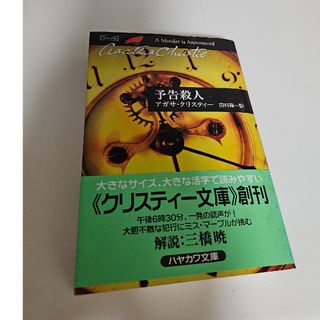 A Murder is Announced
Agatha Christie
予告殺人
アガサ・クリスティー 田村隆一訳
大きなサイズ、大きな活字で読みやすい
《クリスティー文庫》創刊
午後6時30分、一発の銃声が!
大胆不敵な犯行にミス・マープルが挑む
解説:三橋曉
ハヤカワ文庫